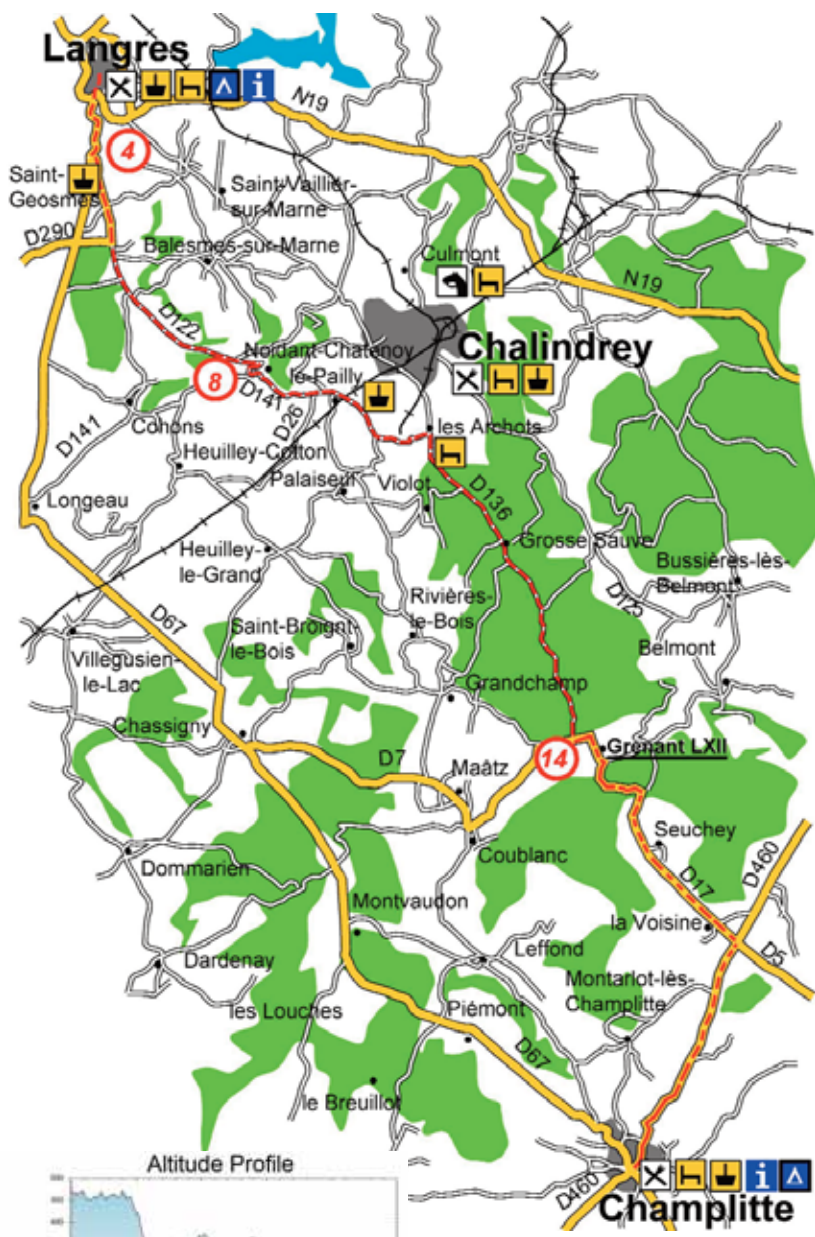 Langres
i
N19
4
Saint-
Geosmes
Saint-Vallier-
sur-Marne
D290
Balesmes-sur-Marne
Culmont
N19
D122
Chalindrey
Noidant-Chatenoy
8
le-Pailly
D141
D26
les Archots
D141
Cohons
Heuilley-Cotton
Palaiseul
Violot
D136
Longeau
Grosse Sauve
Heuilley-
le-Grand
Bussières-lès-
Belmont
D125
Rivières-
le-Bois
D67
Saint-Broignt-
le-Bois
Belmont
Villegusien-
le-Lac
Grandchamp
Chassigny
14
Grenant LXII
D7
Maâtz
Seuchey
D460
Coublanc
Dommarien
D17
Montvaudon
la Voisine
D5
Leffond
Dardenay
Montarlot-lès-
Champlitte
les Louches
Piémont
D67
le Breuillot
Altitude Profile
D460
i
Champlitte